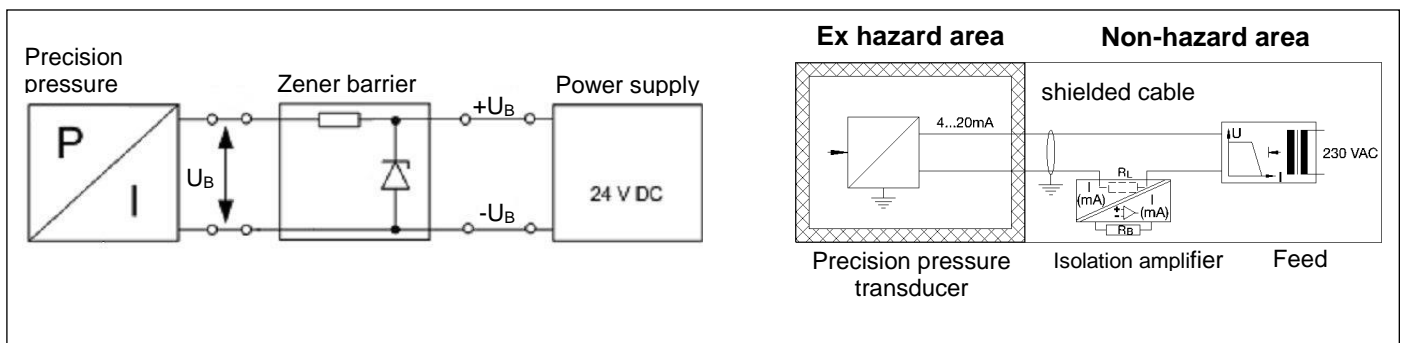 Precision
pressure
Zener barrier
Power supply
+UB
UB
-UB
P
I
24 V DC
Ex hazard area
Non-hazard area
shielded cable
4...20mA
U
I
230 VAC
RL
I
(mA)
I
(mA)
RB
Precision pressure
transducer
Isolation amplifier
Feed